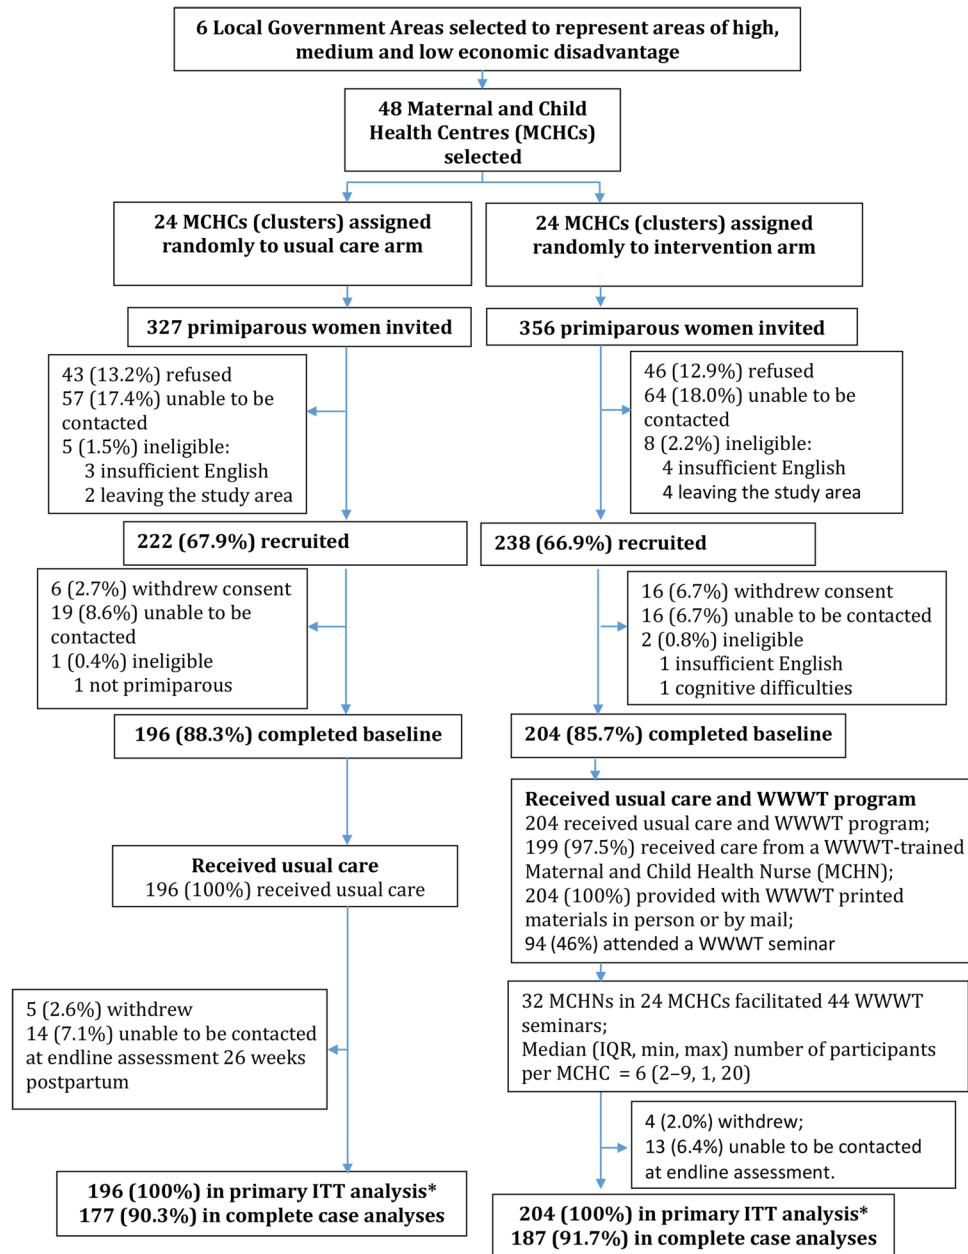 6 Local Government Areas selected to represent areas of high,
medium and low economic disadvantage
48 Maternal and Child
Health Centres (MCHCs)
selected
24 MCHCs (clusters) assigned
randomly to usual care arm
24 MCHCs (clusters) assigned
randomly to intervention arm
327 primiparous women invited
356 primiparous women invited
43 (13.2%) refused
57 (17.4%) unable to be
contacted
5 (1.5%) ineligible:
3 insufficient English
2 leaving the study area
46 (12.9%) refused
64 (18.0%) unable to be
contacted
8 (2.2%) ineligible:
4 insufficient English
4 leaving the study area
222 (67.9%) recruited
238 (66.9%) recruited
6 (2.7%) withdrew consent
19 (8.6%) unable to be
contacted
1 (0.4%) ineligible
1 not primiparous
16 (6.7%) withdrew consent
16 (6.7%) unable to be contacted
2 (0.8%) ineligible
1 insufficient English
1 cognitive difficulties
196 (88.3%) completed baseline
204 (85.7%) completed baseline
Received usual care
196 (100%) received usual care
Received usual care and WWWT program
204 received usual care and WWWT program;
199 (97.5%) received care from a WWWT-trained
Maternal and Child Health Nurse (MCHN);
204 (100%) provided with WWWT printed
materials in person or by mail;
94 (46%) attended a WWWT seminar
32 MCHNs in 24 MCHCs facilitated 44 WWWT
seminars;
Median (IQR, min, max) number of participants
per MCHC = 6 (2–9, 1, 20)
5 (2.6%) withdrew
14 (7.1%) unable to be contacted
at endline assessment 26 weeks
postpartum
4 (2.0%) withdrew;
13 (6.4%) unable to be contacted
at endline assessment.
196 (100%) in primary ITT analysis*
177 (90.3%) in complete case analyses
204 (100%) in primary ITT analysis*
187 (91.7%) in complete case analyses